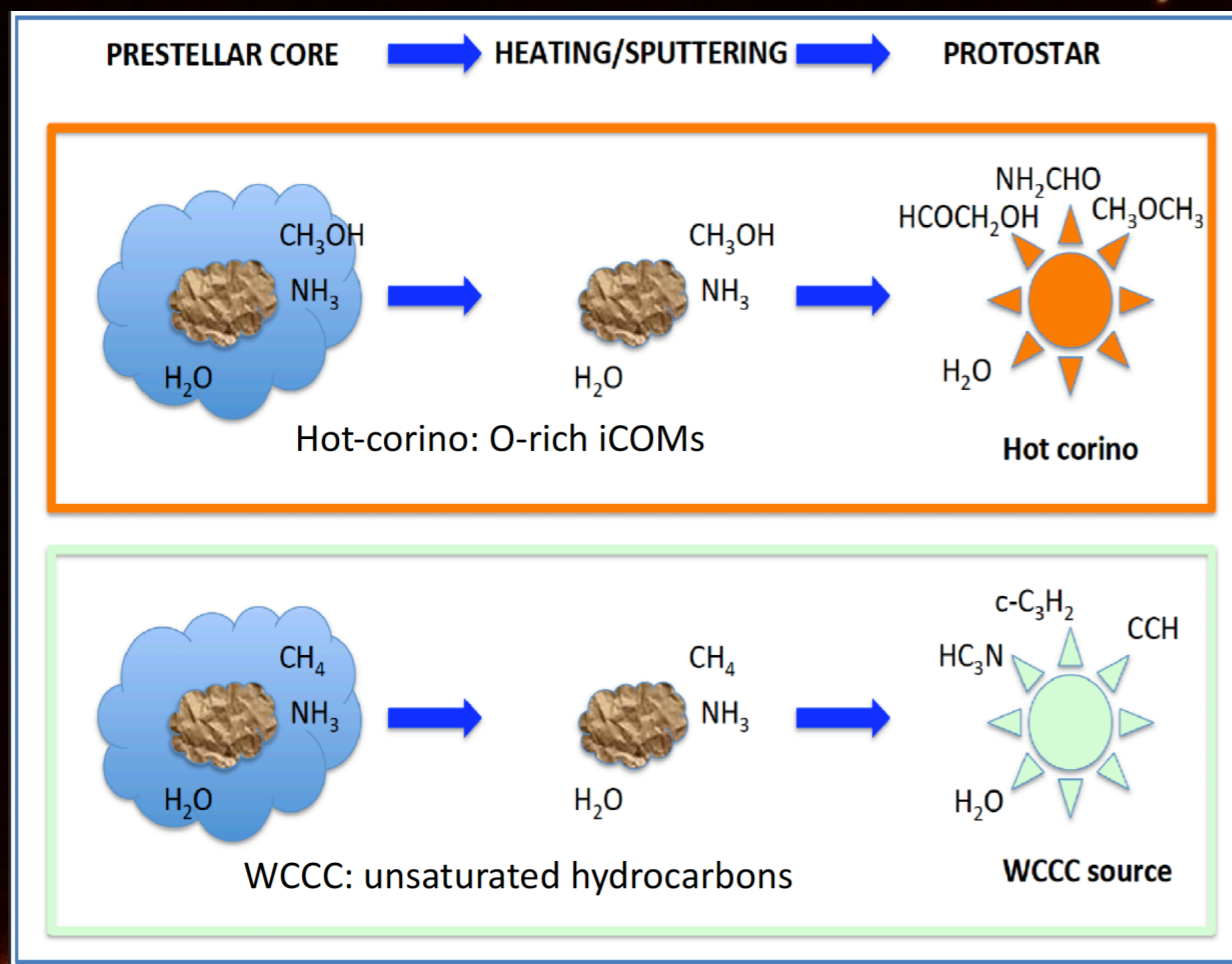 PRESTELLAR CORE HEATING/SPUTTERING PROTOSTAR
CH₃OH
NH₃
H₂O
CH₃OH
NH₃
H₂O
NH₂CHO
HCOCH₂OH
CH₃OCH₃
H₂O
Hot-corino: O-rich iCOMs
Hot corino
CH₄
NH₃
H₂O
CH₄
NH₃
H₂O
c-C₃H₂
CCH
HC₃N
H₂O
WCCC: unsaturated hydrocarbons
WCCC source